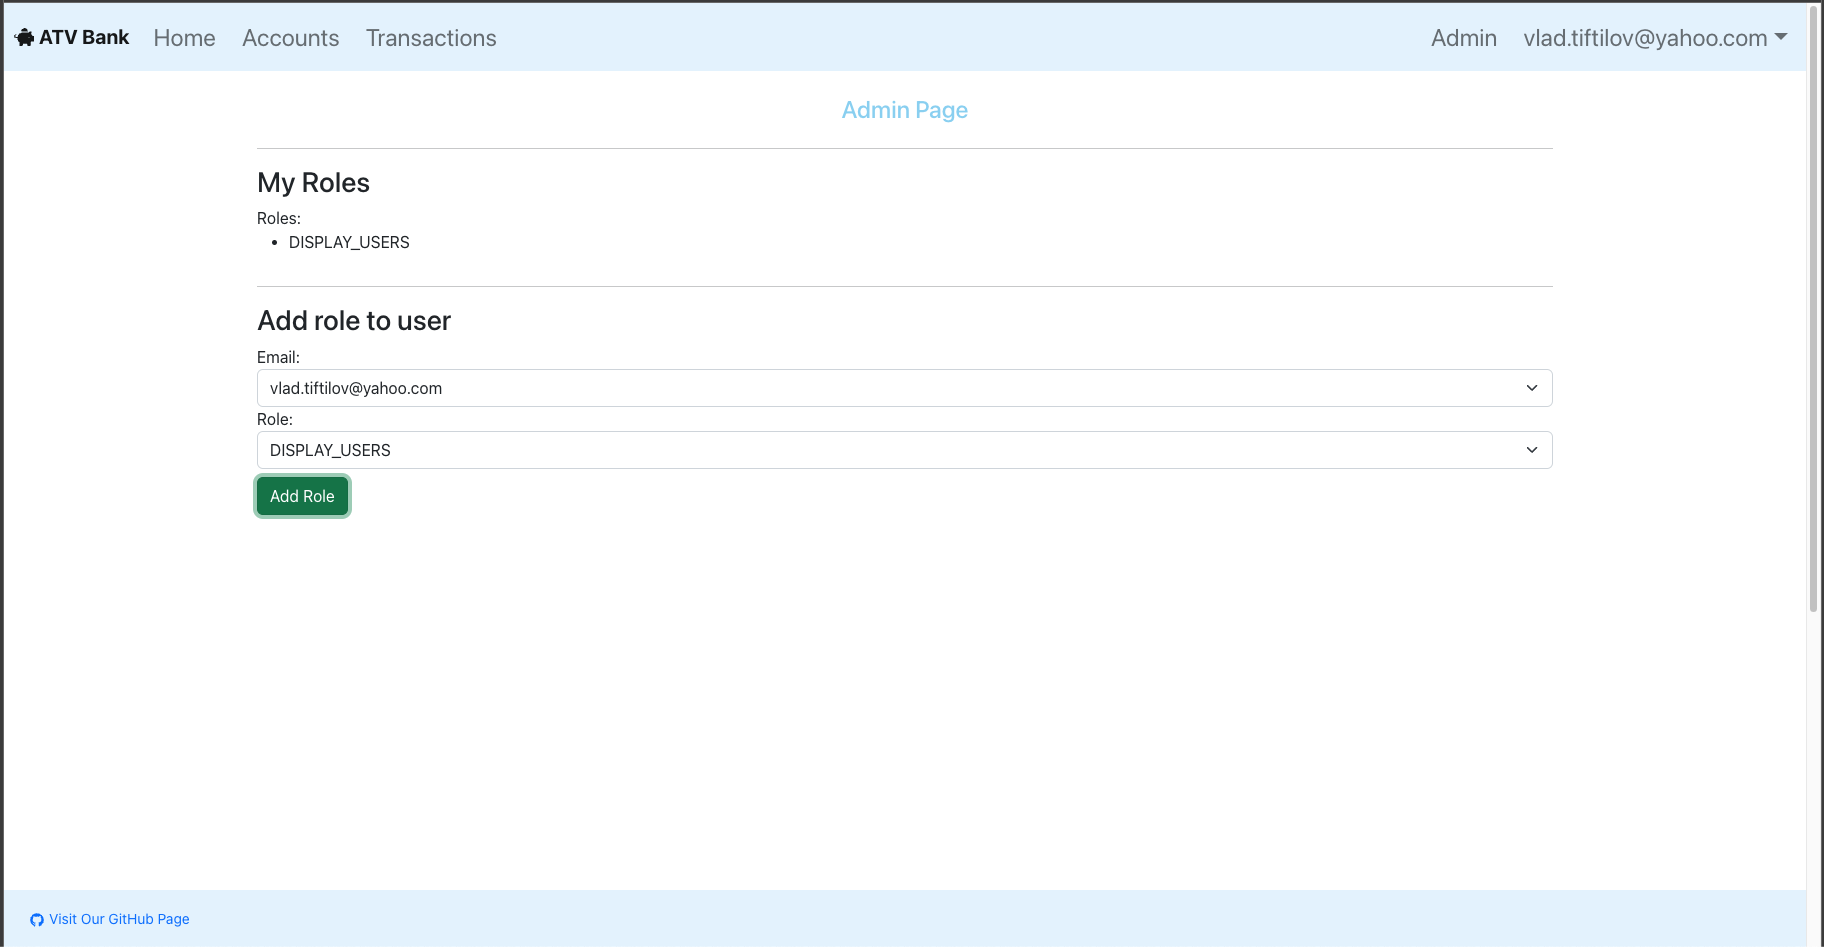 ATV Bank Home Accounts Transactions Admin vlad.tiftilov@yahoo.com
Admin Page
My Roles
Roles:
• DISPLAY_USERS
Add role to user
Email:
vlad.tiftilov@yahoo.com
Role:
DISPLAY_USERS
Add Role
Visit Our GitHub Page